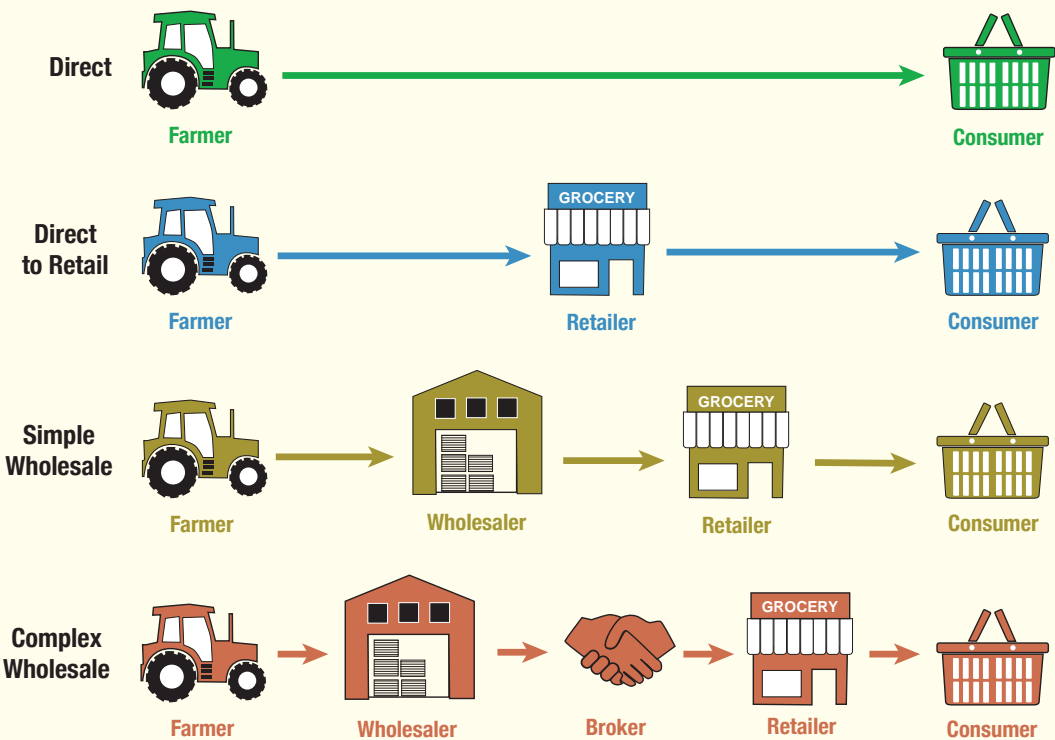 Direct
Farmer
Consumer
Direct
to Retail
GROCERY
Farmer
Retailer
Consumer
Simple
Wholesale
GROCERY
Farmer
Wholesaler
Retailer
Consumer
Complex
Wholesale
GROCERY
Farmer
Wholesaler
Broker
Retailer
Consumer